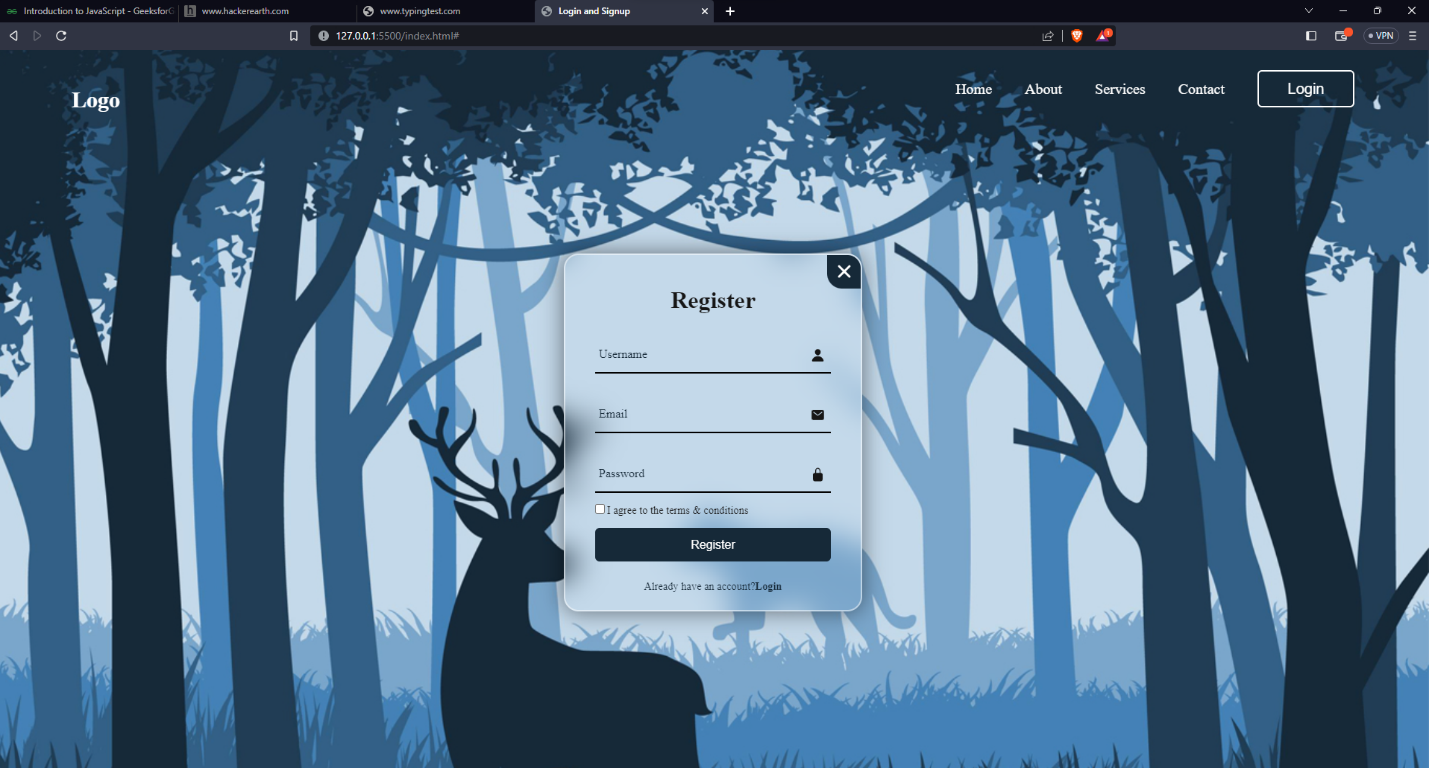 Introduction to JavaScript - GeeksforG
www.hackerearth.com
www.typingtest.com
Login and Signup
127.0.0.1:5500/index.html#
VPN
Logo
Home
About
Services
Contact
Login
Register
Username
Email
Password
I agree to the terms & conditions
Register
Already have an account?Login